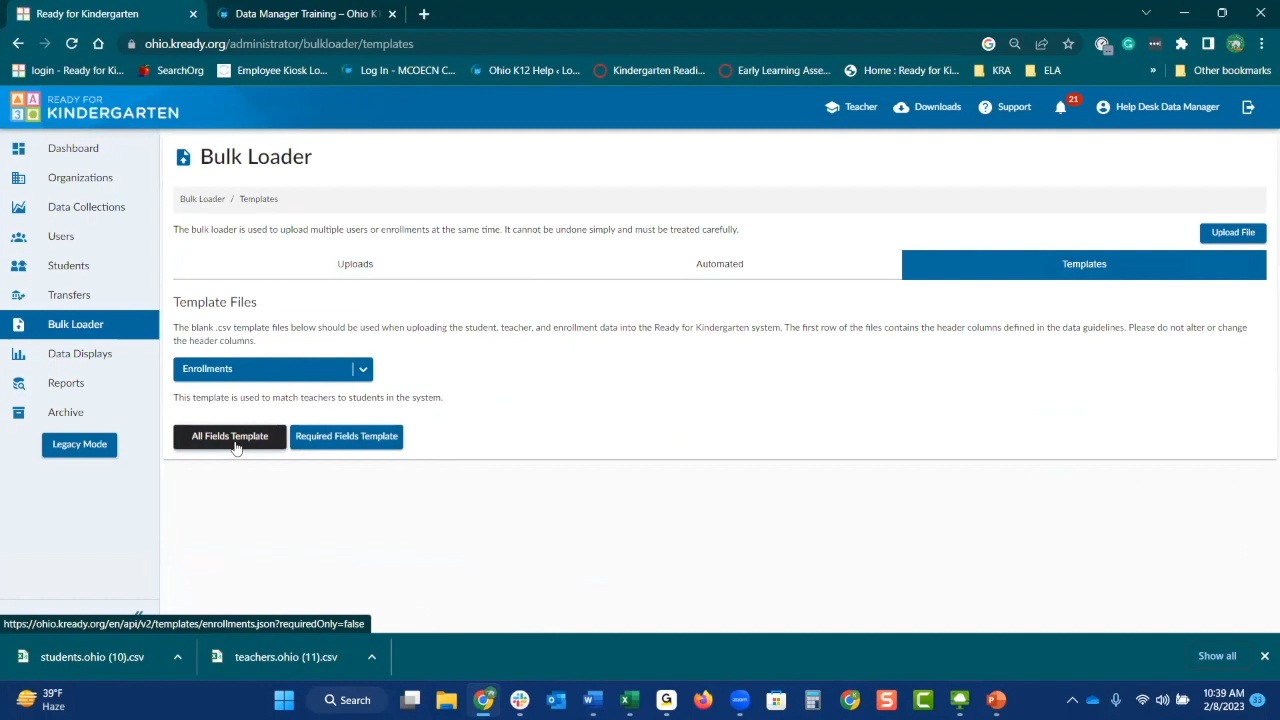 Ready for Kindergarten
Data Manager Training – Ohio K1
ohio.kready.org/administrator/bulkloader/templates
login - Ready for Ki...
SearchOrg
Employee Kiosk Lo...
Log In - MCOECN C...
Ohio K12 Help ‹ Lo...
Kindergarten Readi...
Early Learning Asse...
Home : Ready for Ki...
KRA
ELA
»
Other bookmarks
READY FOR
KINDERGARTEN
Teacher
Downloads
Support
21
Help Desk Data Manager
Dashboard
Organizations
Data Collections
Users
Students
Transfers
Bulk Loader
Data Displays
Reports
Archive
Legacy Mode
Bulk Loader
Bulk Loader / Templates
The bulk loader is used to upload multiple users or enrollments at the same time. It cannot be undone simply and must be treated carefully.
Upload File
Uploads
Automated
Templates
Template Files
The blank .csv template files below should be used when uploading the student, teacher, and enrollment data into the Ready for Kindergarten system. The first row of the files contains the header columns defined in the data guidelines. Please do not alter or change
the header columns.
Enrollments
This template is used to match teachers to students in the system.
All Fields Template
Required Fields Template
https://ohio.kready.org/en/api/v2/templates/enrollments.json?requiredOnly=false
students.ohio (10).csv
teachers.ohio (11).csv
Show all
39°F
Haze
Search
10:39 AM
2/8/2023
33